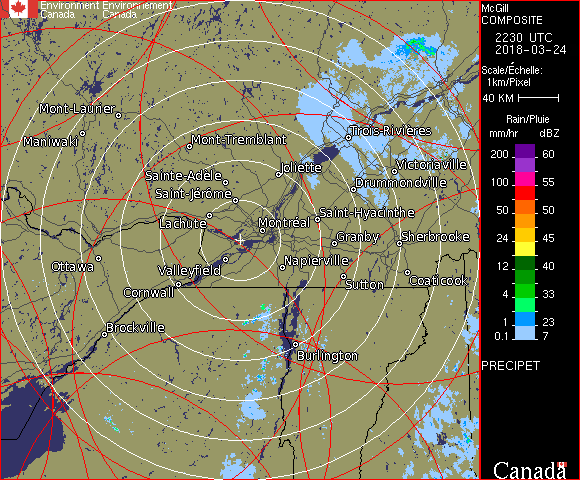 Environment Environnement
Canada Canada
McGill
COMPOSITE
2230 UTC
2018-03-24
Scale/Échelle:
1km/Pixel
40 KM
Rain/Pluie
mm/hr dBZ
200 60
100 55
50 50
24 45
12 40
4 33
1 23
0.1 7
PRECIPET
Canada
Mont-Laurier
Maniwaki
Mont-Tremblant
Trois-Rivières
Joliette
Victoriaville
Sainte-Adèle
Drummondville
Saint-Jérôme
Saint-Hyacinthe
Lachute
Montréal
Granby
Sherbrooke
Ottawa
Valleyfield
Napierville
Cornwall
Sutton
Coaticook
Brockville
Burlington